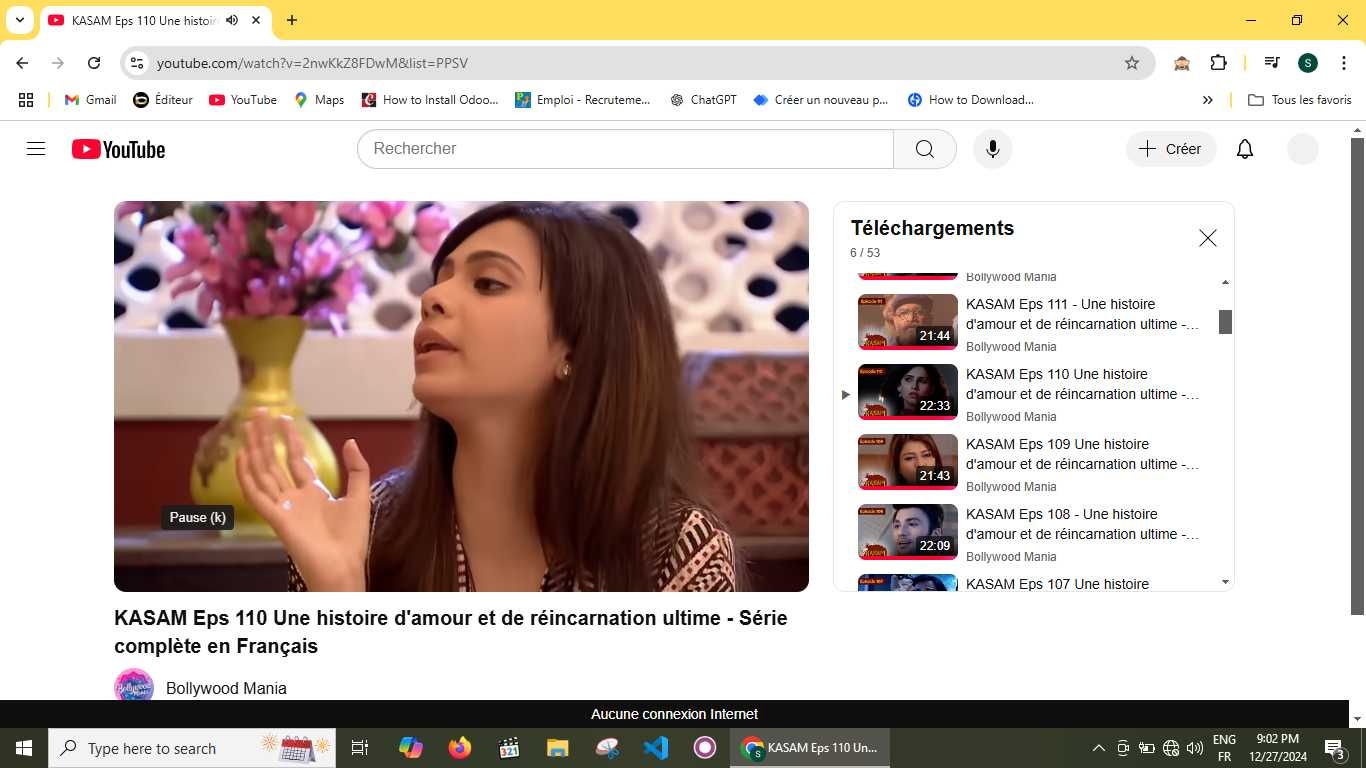 KASAM Eps 110 Une histoir
youtube.com/watch?v=2nwKkZ8FDwM&list=PPSV
S
Gmail
Éditeur
YouTube
Maps
How to Install Odoo...
Emploi - Recruteme...
ChatGPT
Créer un nouveau p...
How to Download...
Tous les favoris
YouTube
Rechercher
Créer
Pause (k)
KASAM Eps 110 Une histoire d'amour et de réincarnation ultime - Série
complète en Français
Bollywood Mania
Téléchargements
6 / 53
Bollywood Mania
KASAM Eps 111 - Une histoire
d'amour et de réincarnation ultime -...
21:44
Bollywood Mania
KASAM Eps 110 Une histoire
d'amour et de réincarnation ultime -...
22:33
Bollywood Mania
KASAM Eps 109 Une histoire
d'amour et de réincarnation ultime -...
21:43
Bollywood Mania
KASAM Eps 108 - Une histoire
d'amour et de réincarnation ultime -...
22:09
Bollywood Mania
KASAM Eps 107 Une histoire
Aucune connexion Internet
Type here to search
KASAM Eps 110 Un...
ENG
FR
9:02 PM
12/27/2024
3